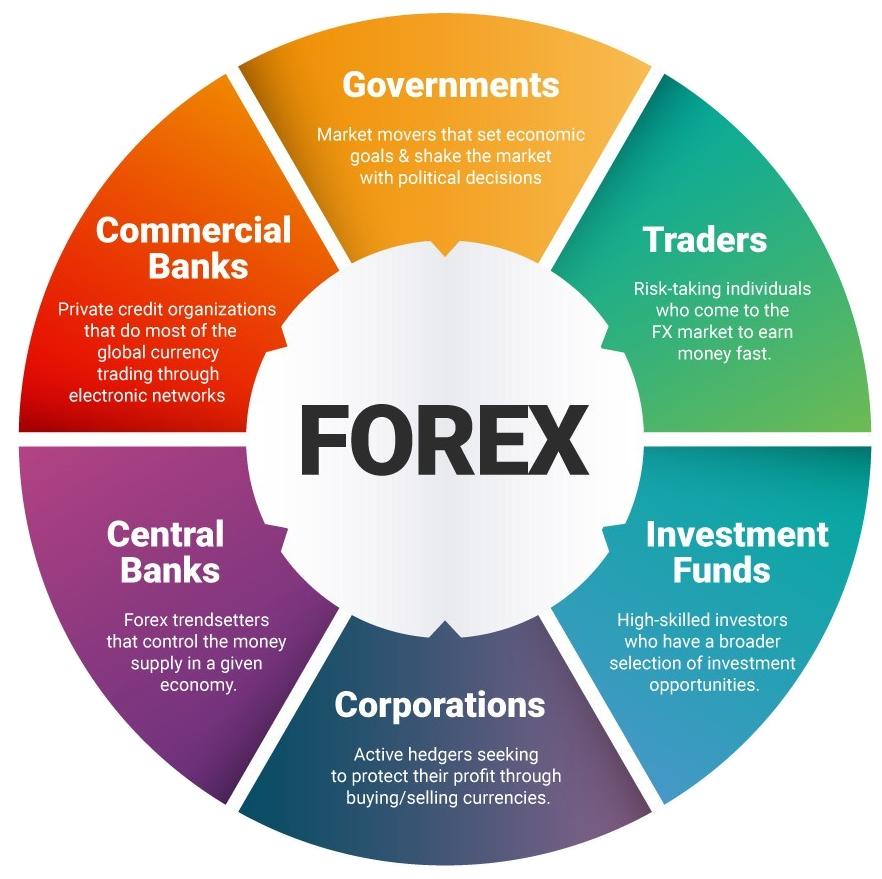 Governments
Market movers that set economic
goals & shake the market
with political decisions
Traders
Risk-taking individuals
who come to the
FX market to earn
money fast.
Investment
Funds
High-skilled investors
who have a broader
selection of investment
opportunities.
Corporations
Active hedgers seeking
to protect their profit through
buying/selling currencies.
Central
Banks
Forex trendsetters
that control the money
supply in a given
economy.
Commercial
Banks
Private credit organizations
that do most of the
global currency
trading through
electronic networks
FOREX